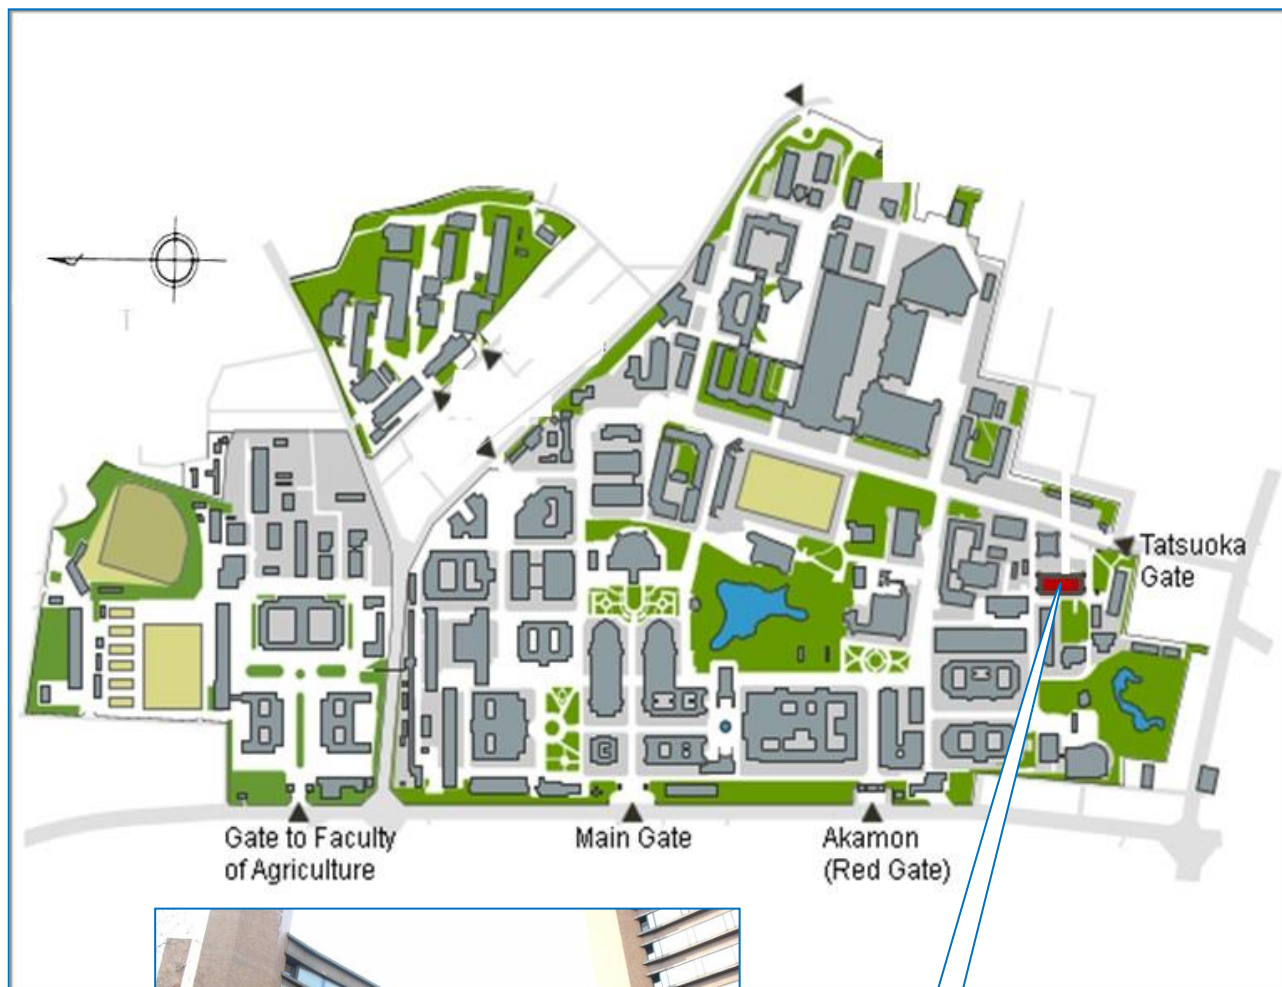 Tatsuoka
Gate
Gate to Faculty
of Agriculture
Main Gate
Akamon
(Red Gate)